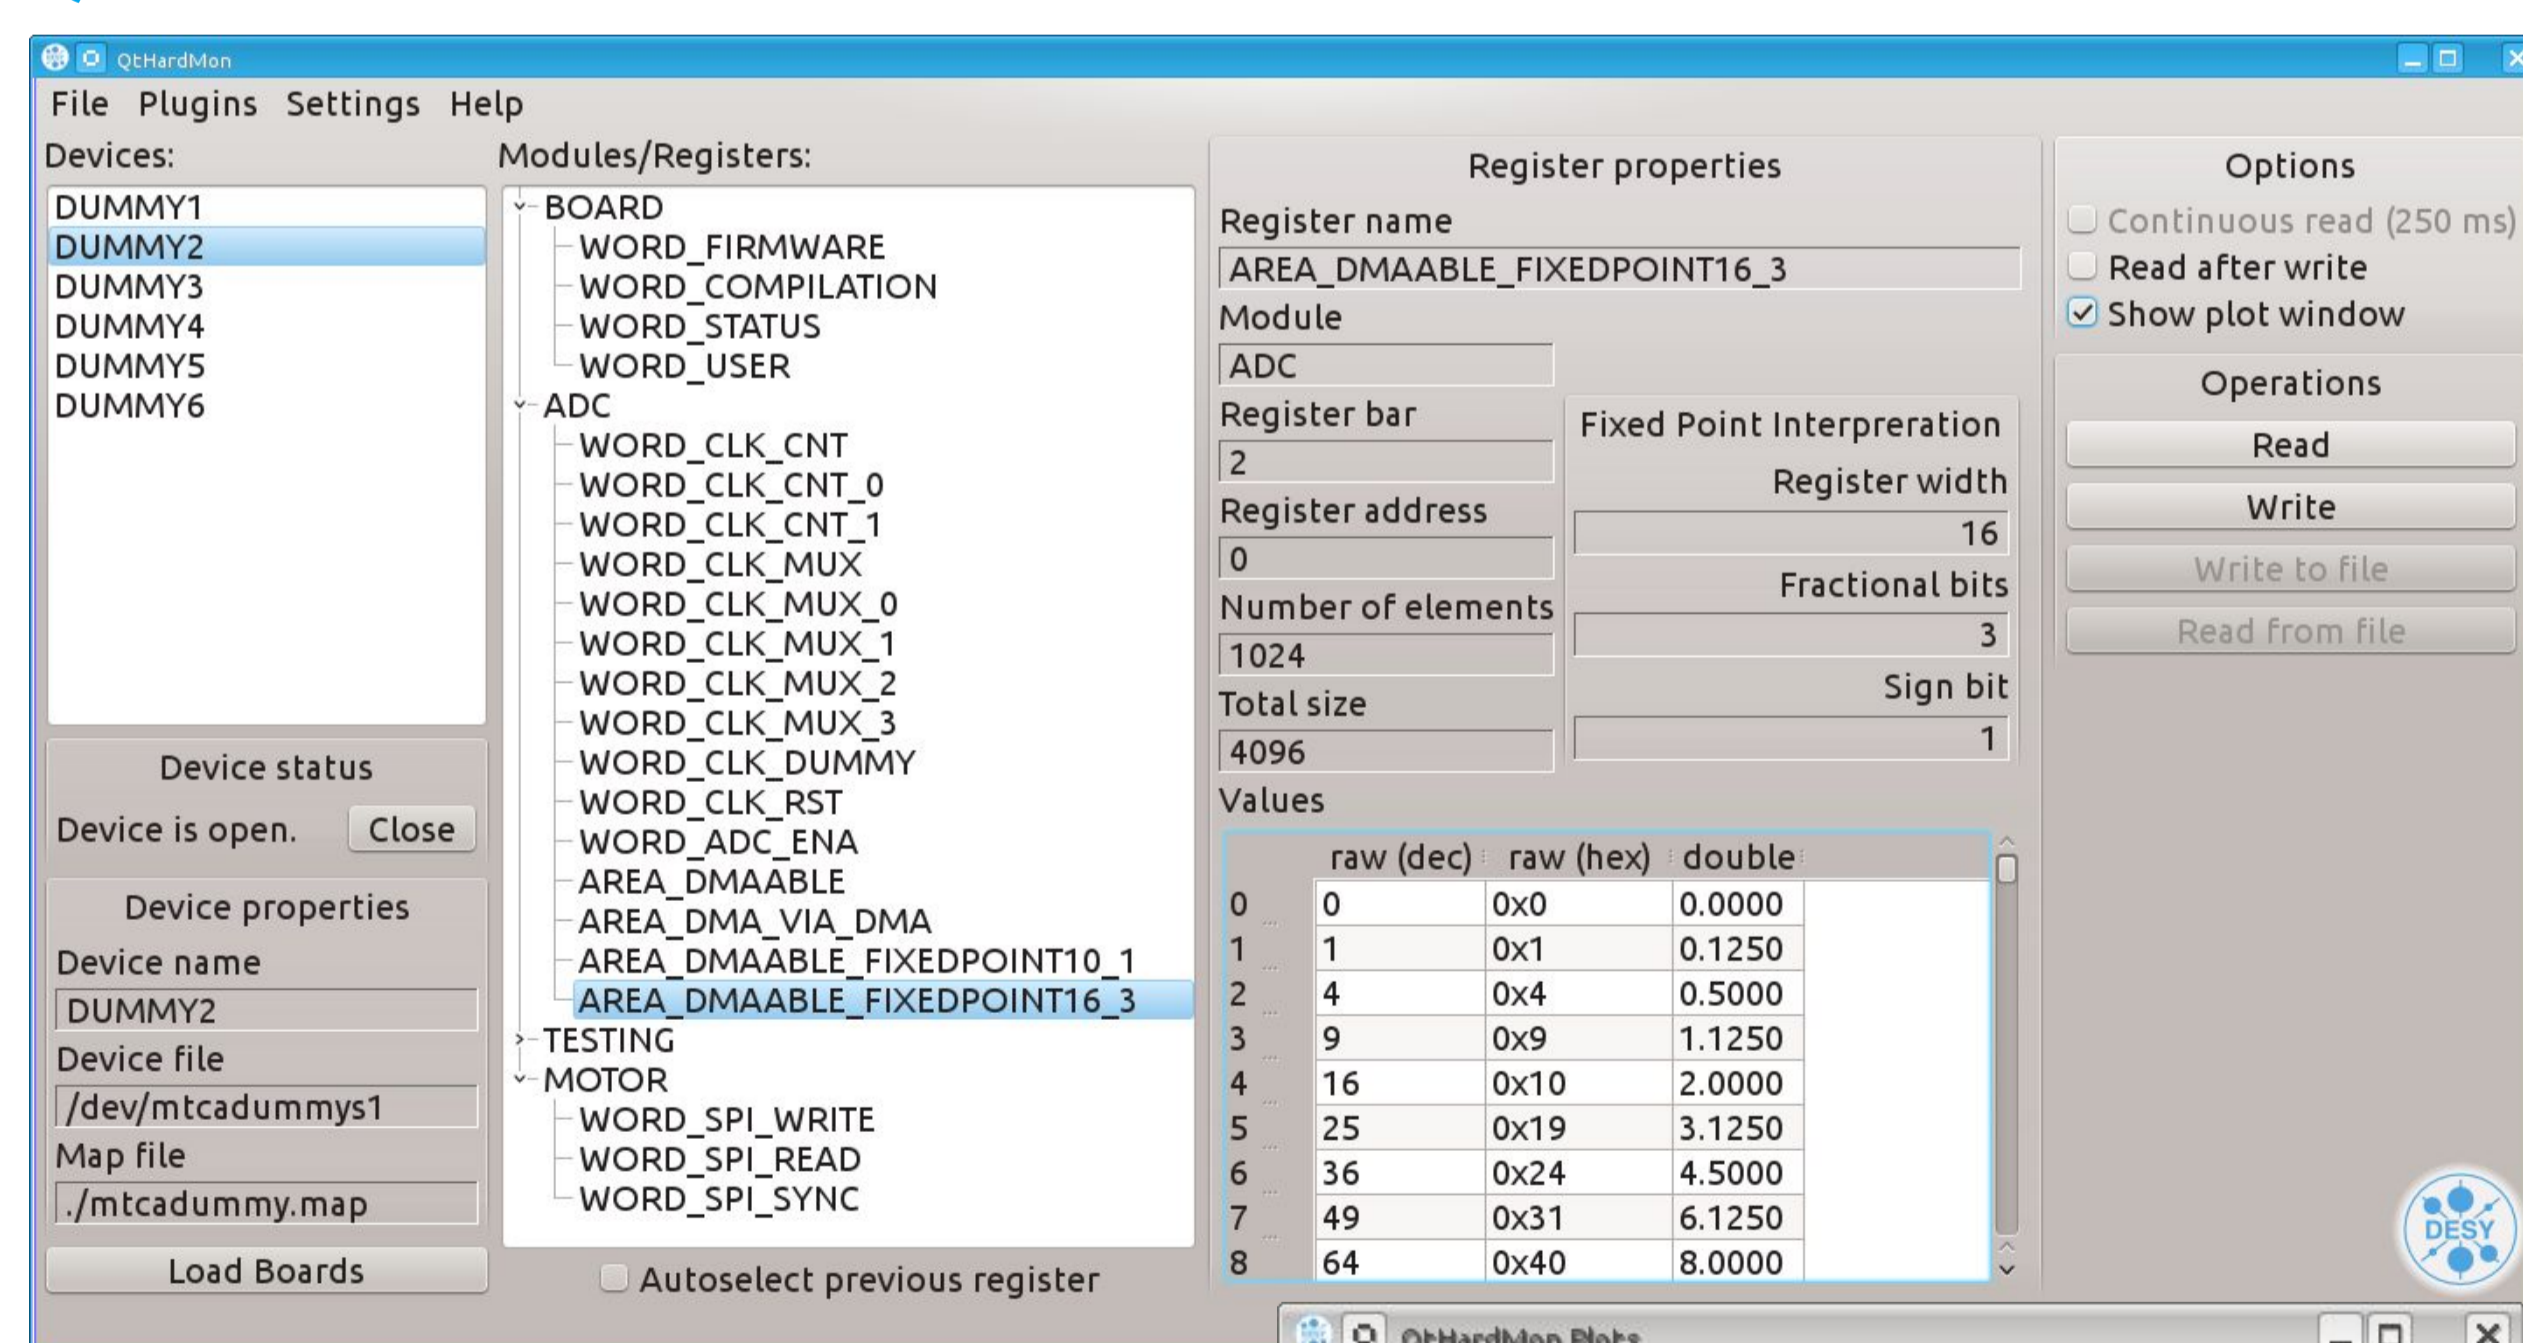 QtHardMon
File Plugins Settings Help
Devices:
DUMMY1
DUMMY2
DUMMY3
DUMMY4
DUMMY5
DUMMY6
Device status
Device is open. Close
Device properties
Device name
DUMMY2
Device file
/dev/mtcadummys1
Map file
./mtcadummy.map
Load Boards
Modules/Registers:
BOARD
WORD_FIRMWARE
WORD_COMPILATION
WORD_STATUS
WORD_USER
ADC
WORD_CLK_CNT
WORD_CLK_CNT_0
WORD_CLK_CNT_1
WORD_CLK_MUX
WORD_CLK_MUX_0
WORD_CLK_MUX_1
WORD_CLK_MUX_2
WORD_CLK_MUX_3
WORD_CLK_DUMMY
WORD_CLK_RST
WORD_ADC_ENA
AREA_DMAABLE
AREA_DMA_VIA_DMA
AREA_DMAABLE_FIXEDPOINT10_1
AREA_DMAABLE_FIXEDPOINT16_3
TESTING
MOTOR
WORD_SPI_WRITE
WORD_SPI_READ
WORD_SPI_SYNC
Autoselect previous register
Register properties
Register name
AREA_DMAABLE_FIXEDPOINT16_3
Module
ADC
Register bar
2
Register address
0
Number of elements
1024
Total size
4096
Fixed Point Interpreration
Register width
16
Fractional bits
3
Sign bit
1
Values
raw (dec) raw (hex) double
0 ... 0 0x0 0.0000
1 ... 1 0x1 0.1250
2 ... 4 0x4 0.5000
3 ... 9 0x9 1.1250
4 ... 16 0x10 2.0000
5 ... 25 0x19 3.1250
6 ... 36 0x24 4.5000
7 ... 49 0x31 6.1250
8 64 0x40 8.0000
Options
Continuous read (250 ms)
Read after write
Show plot window
Operations
Read
Write
Write to file
Read from file
DESY
QtHardMon Plots